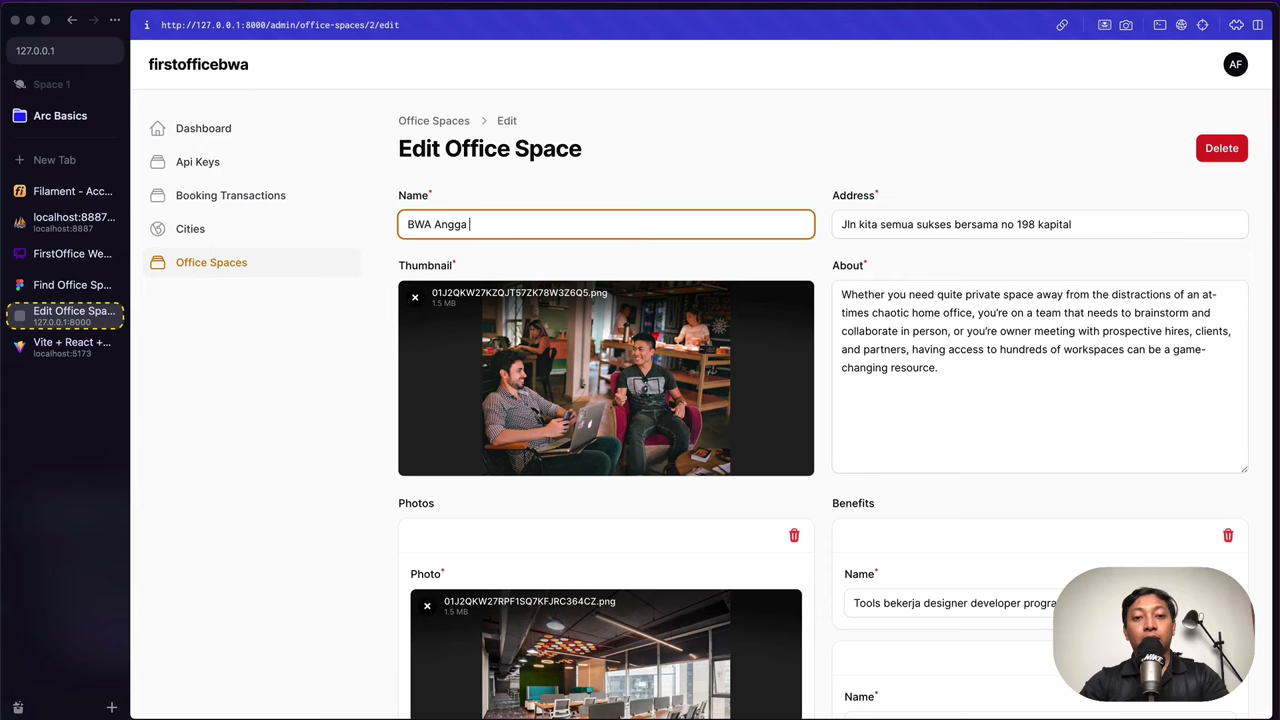 http://127.0.0.1:8000/admin/office-spaces/2/edit
127.0.0.1
Space 1
Arc Basics
New Tab
Filament - Acc...
localhost:8887...
localhost:8887
FirstOffice We...
Find Office Sp...
Edit Office Spa...
127.0.0.1:8000
Vite + React +...
localhost:5173
firstofficebwa
AF
Dashboard
Api Keys
Booking Transactions
Cities
Office Spaces
Office Spaces > Edit
Edit Office Space
Delete
Name*
BWA Angga
Address*
Jln kita semua sukses bersama no 198 kapital
Thumbnail*
01J2QKW27KZQJT57ZK78W3Z6Q5.png
1.5 MB
About*
Whether you need quite private space away from the distractions of an at-
times chaotic home office, you're on a team that needs to brainstorm and
collaborate in person, or you're owner meeting with prospective hires, clients,
and partners, having access to hundreds of workspaces can be a game-
changing resource.
Photos
Photo*
01J2QKW27RPF1SQ7KFJRC364CZ.png
1.5 MB
Benefits
Name*
Tools bekerja designer developer progra
Name*
NIKE